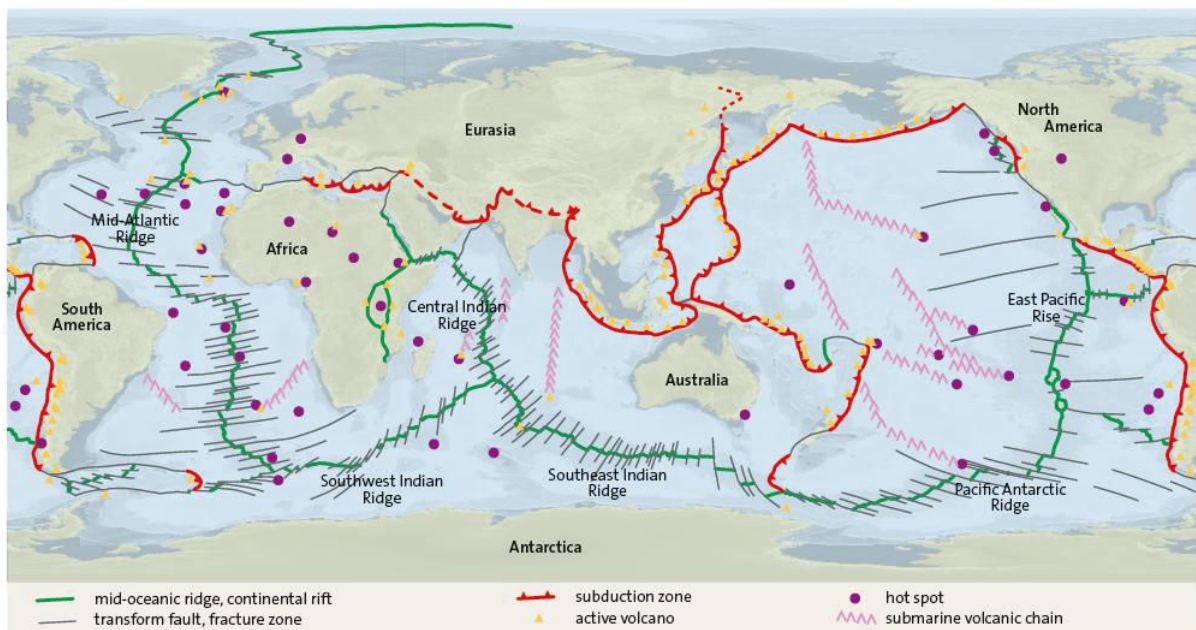 Eurasia
North
America
Mid-Atlantic
Ridge
Africa
South
America
Central Indian
Ridge
East Pacific
Rise
Australia
Southwest Indian
Ridge
Southeast Indian
Ridge
Pacific Antarctic
Ridge
Antarctica
mid-oceanic ridge, continental rift
subduction zone
hot spot
transform fault, fracture zone
active volcano
submarine volcanic chain